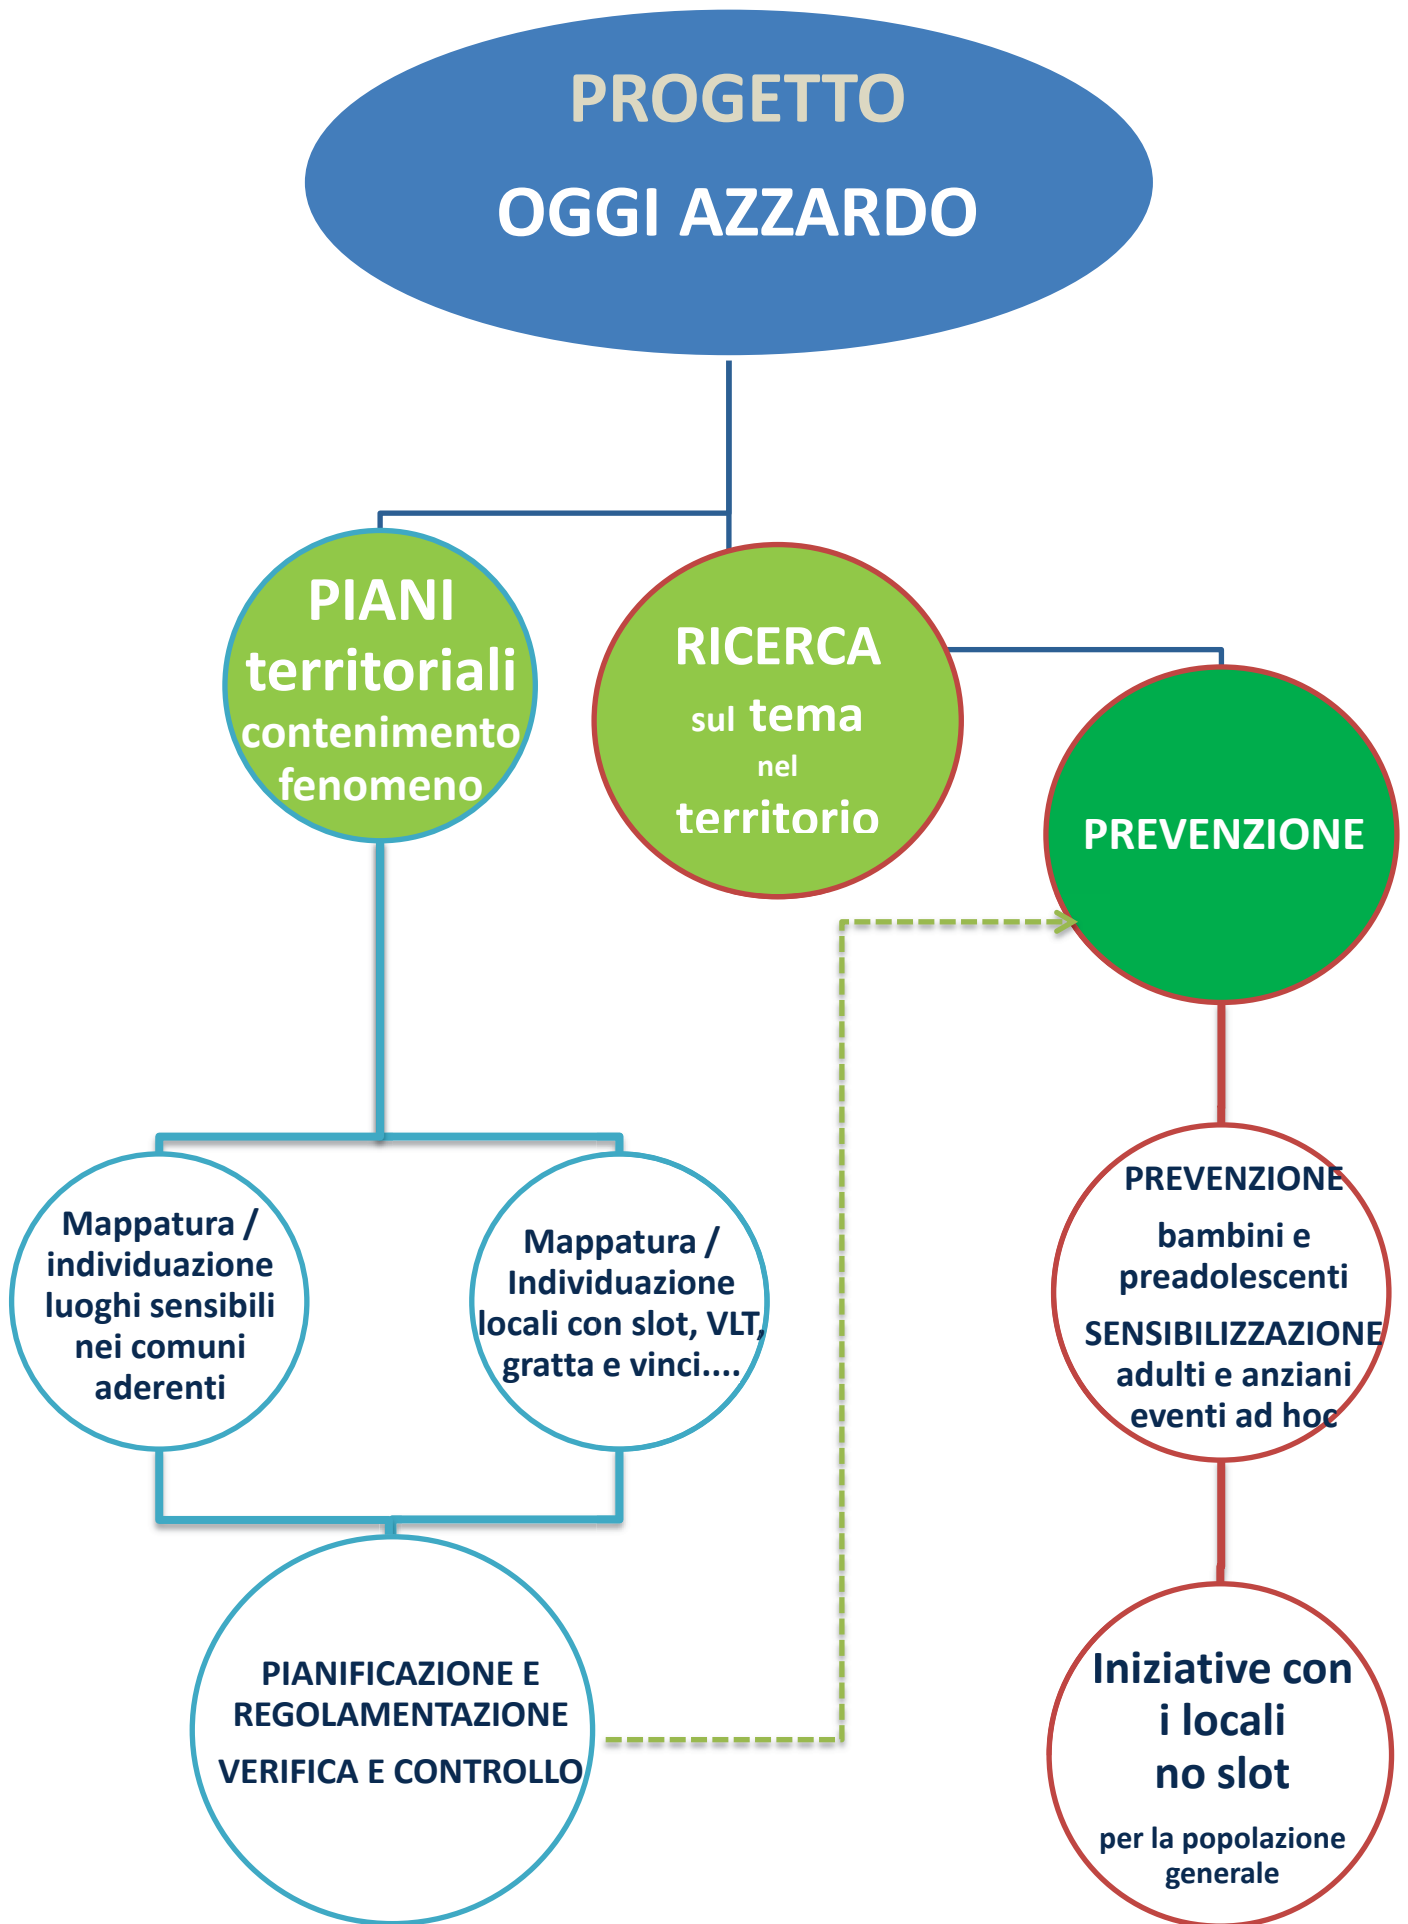 PROGETTO
OGGI AZZARDO
PIANI
territoriali
contenimento
fenomeno
RICERCA
sul tema
nel
territorio
PREVENZIONE
Mappatura /
individuazione
luoghi sensibili
nei comuni
aderenti
Mappatura /
Individuazione
locali con slot, VLT,
gratta e vinci....
PREVENZIONE
bambini e
preadolescenti
SENSIBILIZZAZIONE
adulti e anziani
eventi ad hoc
PIANIFICAZIONE E
REGOLAMENTAZIONE
VERIFICA E CONTROLLO
Iniziative con
i locali
no slot
per la popolazione
generale